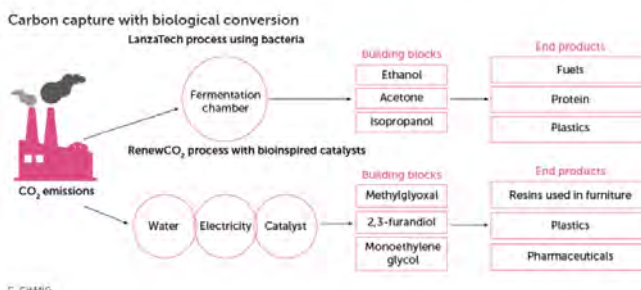 Carbon capture with biological conversion
LanzaTech process using bacteria
Fermentation
chamber
Building blocks
Ethanol
Acetone
Isopropanol
End products
Fuels
Protein
Plastics
CO₂ emissions
RenewCO₂ process with bioinspired catalysts
Water
Electricity
Catalyst
Building blocks
Methylglyoxal
2,3-furandiol
Monoethylene
glycol
End products
Resins used in furniture
Plastics
Pharmaceuticals